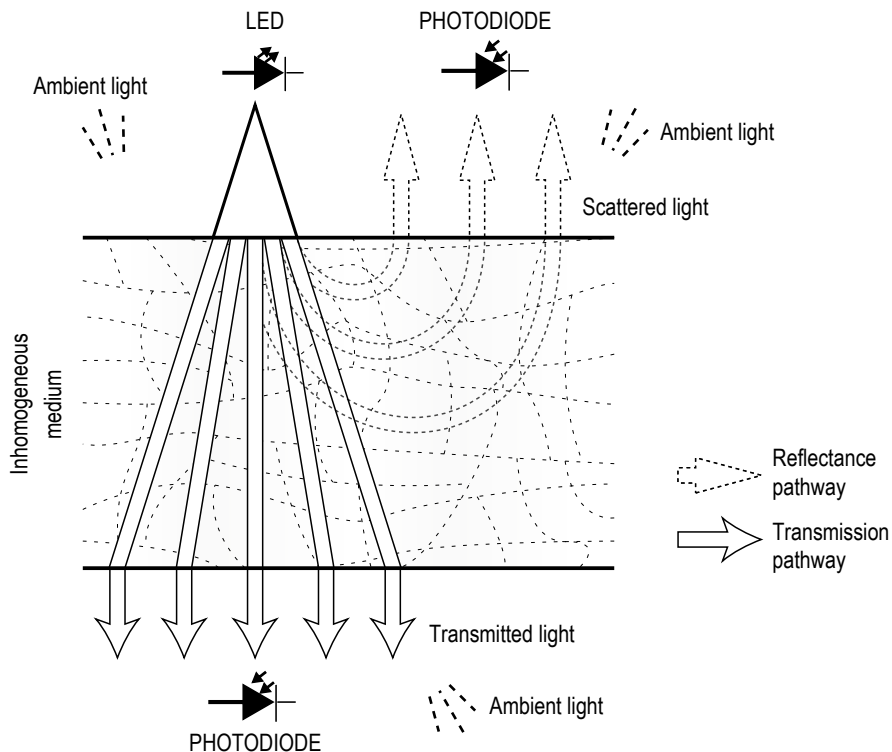 LED
PHOTODIODE
Ambient light
Ambient light
Scattered light
Inhomogeneous
medium
Reflectance
pathway
Transmission
pathway
Transmitted light
Ambient light
PHOTODIODE